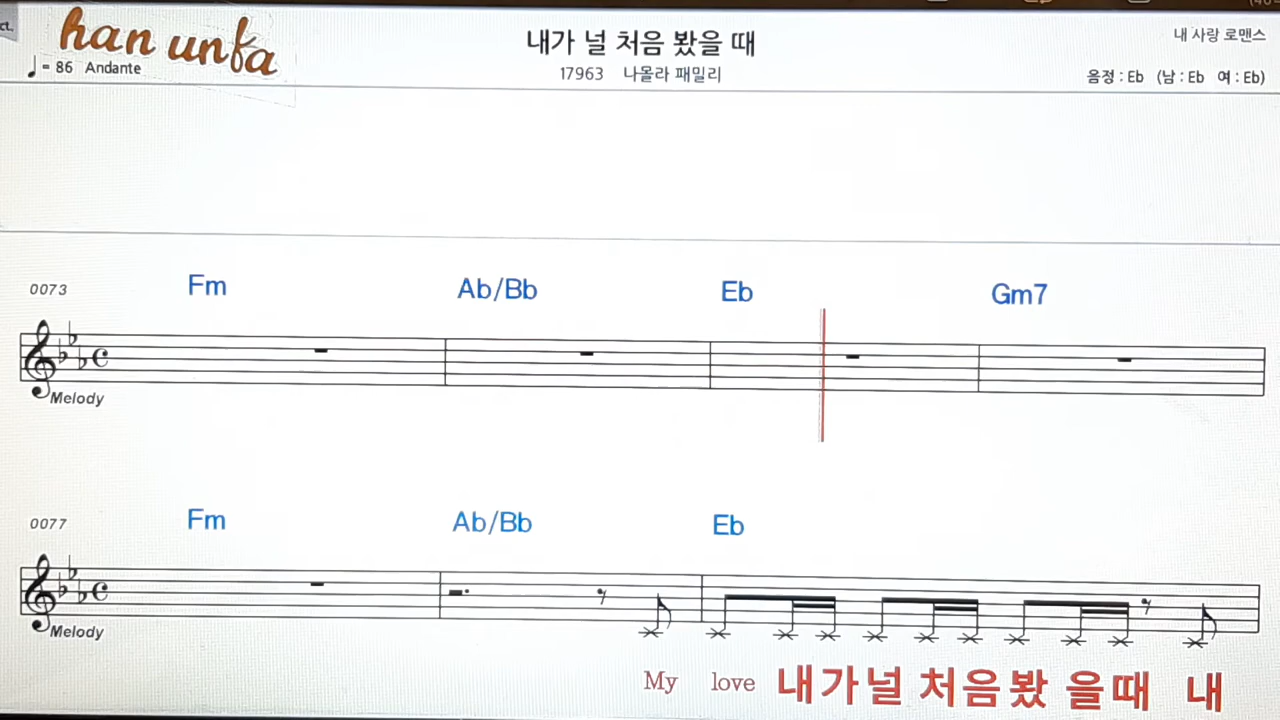 ct.
han unfa
내가 널 처음 봤을 때
내 사랑 로맨스
♩= 86 Andante
17963 나몰라 패밀리
음정 : Eb (남 : Eb 여 : Eb)
0073 Fm Ab/Bb Eb Gm7
Melody
0077 Fm Ab/Bb Eb
Melody
My love 내가널 처음봤 을때 내